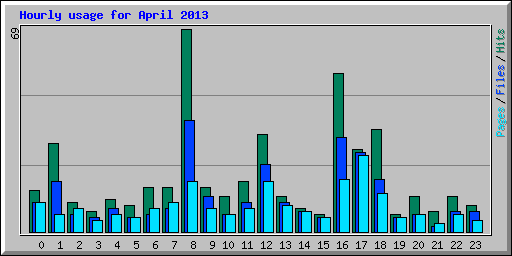 Hourly usage for April 2013
69
Pages / Files / Hits
0 1 2 3 4 5 6 7 8 9 10 11 12 13 14 15 16 17 18 19 20 21 22 23